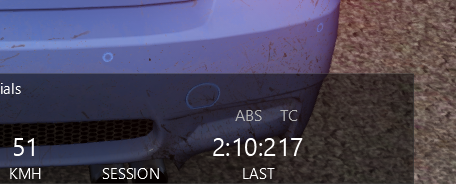 ials
ABS TC
51 2:10:217
KMH SESSION LAST